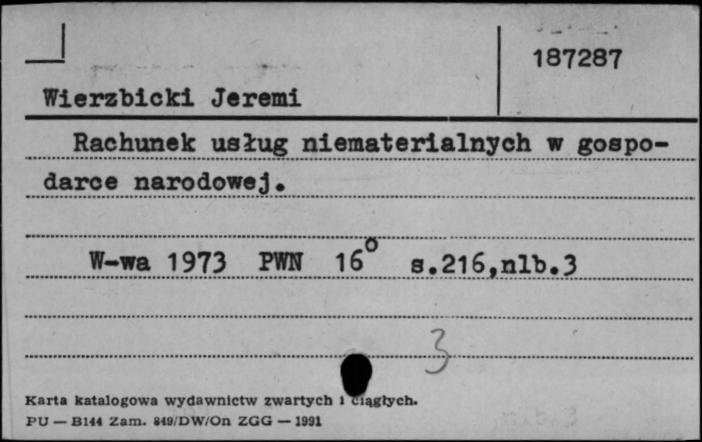 187287
Wierzbicki Jeremi
Rachunek usług niematerialnych w gospo-
darce narodowej.
W-wa 1973 PWN 16° s.216,nlb.3
3
Karta katalogowa wydawnictw zwartych i ciągłych.
PU — B144 Zam. 849/DW/On ZGG — 1991